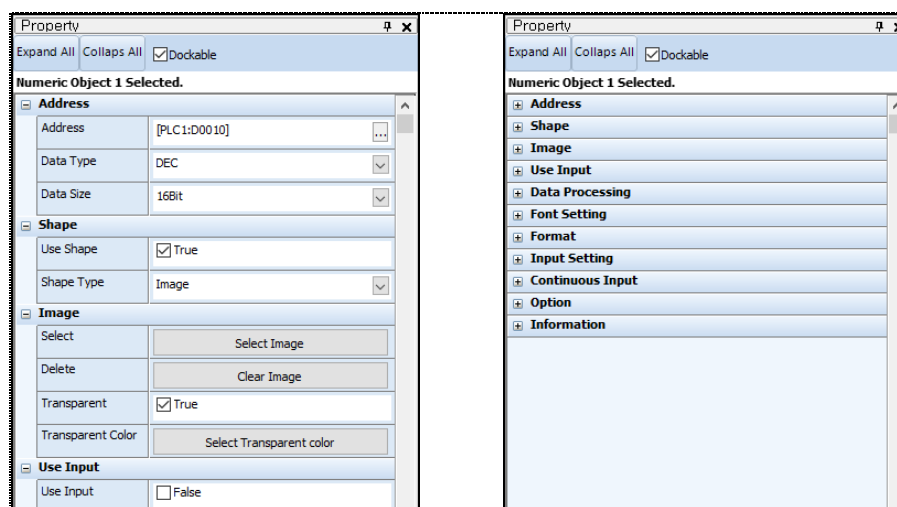 Property
Expand All Collaps All Dockable
Numeric Object 1 Selected.
Address
Address [PLC1:D0010] ...
Data Type DEC
Data Size 16Bit
Shape
Use Shape True
Shape Type Image
Image
Select Select Image
Delete Clear Image
Transparent True
Transparent Color Select Transparent color
Use Input
Use Input False
Property
Expand All Collaps All Dockable
Numeric Object 1 Selected.
Address
Shape
Image
Use Input
Data Processing
Font Setting
Format
Input Setting
Continuous Input
Option
Information